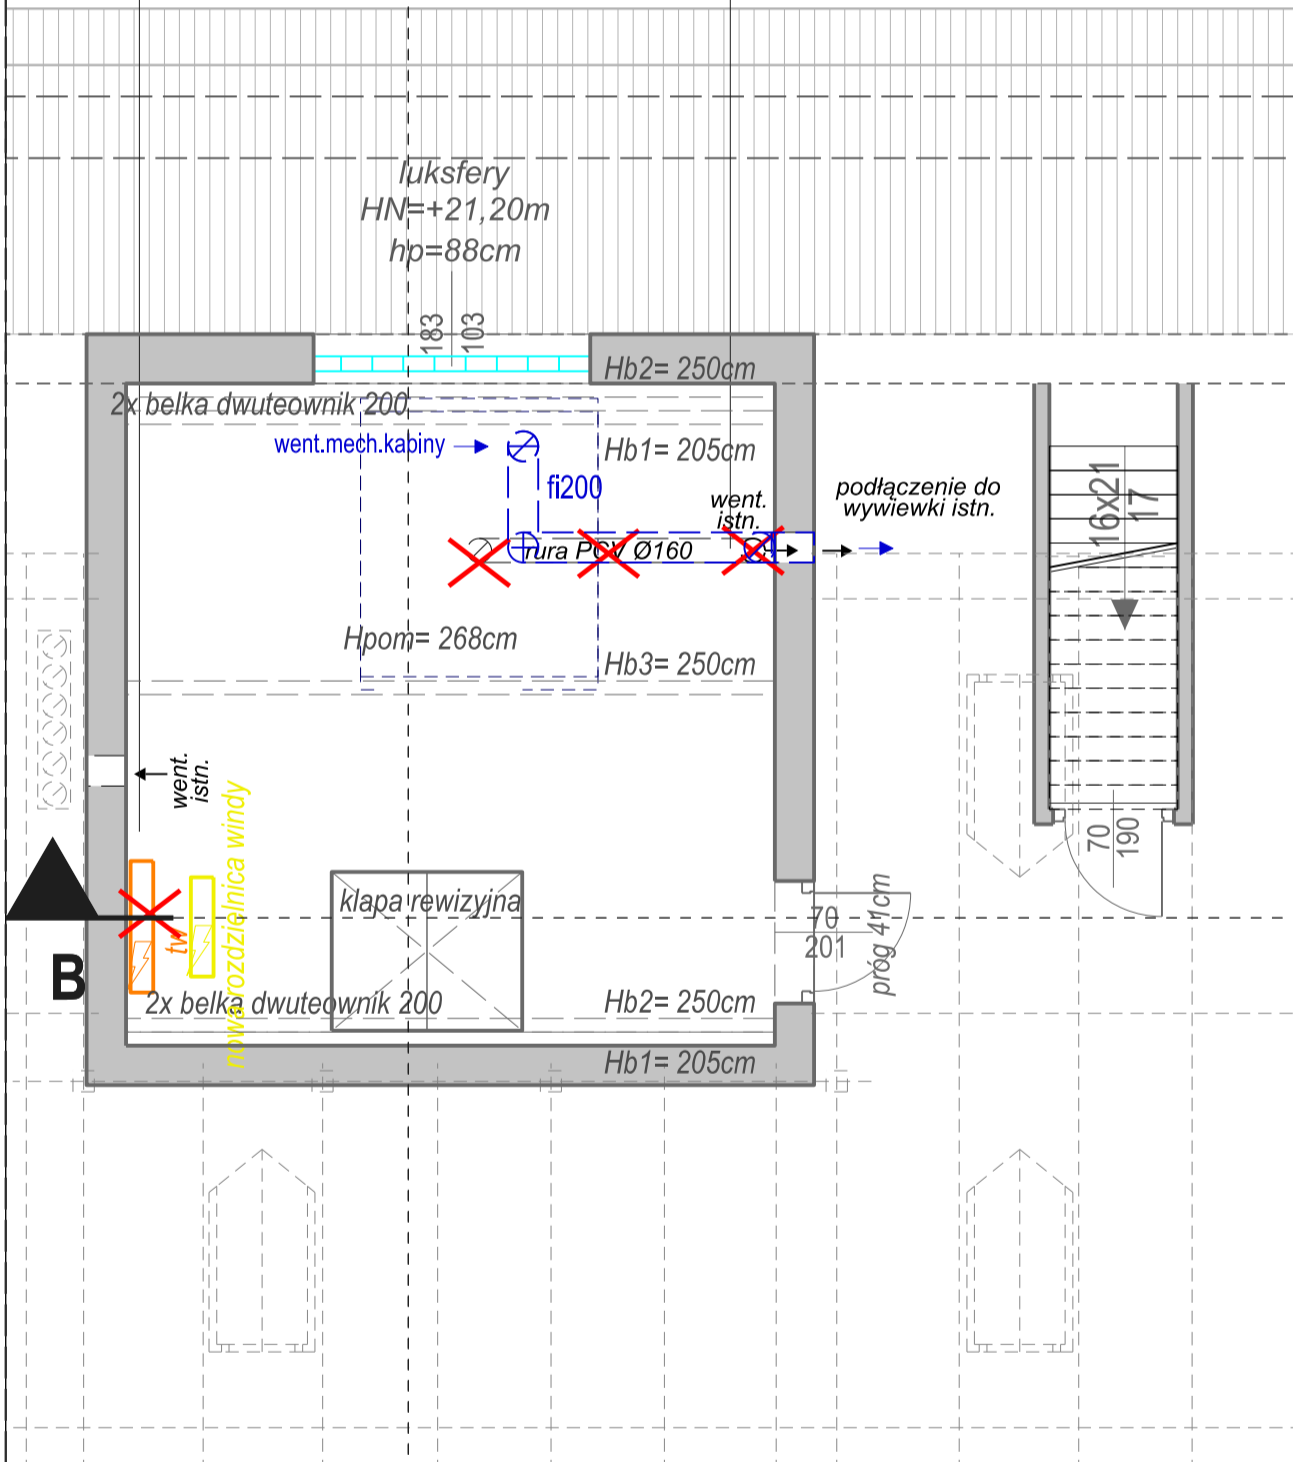 luksfery
HN=+21,20m
hp=88cm
183
103
Hb2= 250cm
2x belka dwuteownik 200
went.mech.kabiny
Hb1= 205cm
fi200
went.
istn.
podłączenie do
wywiewki istn.
16x21
17
rura PCV Ø160
Hpom= 268cm
Hb3= 250cm
went.
istn.
nowa rozdzielnica windy
tw
klapa rewizyjna
70
201
próg 41cm
70
190
B
2x belka dwuteownik 200
Hb2= 250cm
Hb1= 205cm